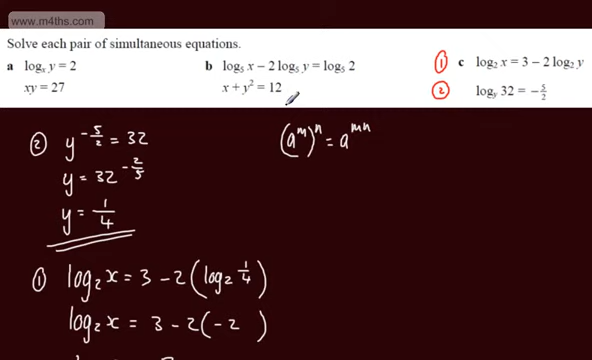 www.m4ths.com
Solve each pair of simultaneous equations.
a log_x y = 2
xy = 27
b log_5 x − 2 log_5 y = log_5 2
x + y² = 12
① c log_2 x = 3 − 2 log_2 y
② log_y 32 = −5/2
② y^(−5/2) = 32
y = 32^(−2/5)
y = 1/4
(a^m)^n = a^(mn)
① log_2 x = 3 − 2(log_2 1/4)
log_2 x = 3 − 2(−2)